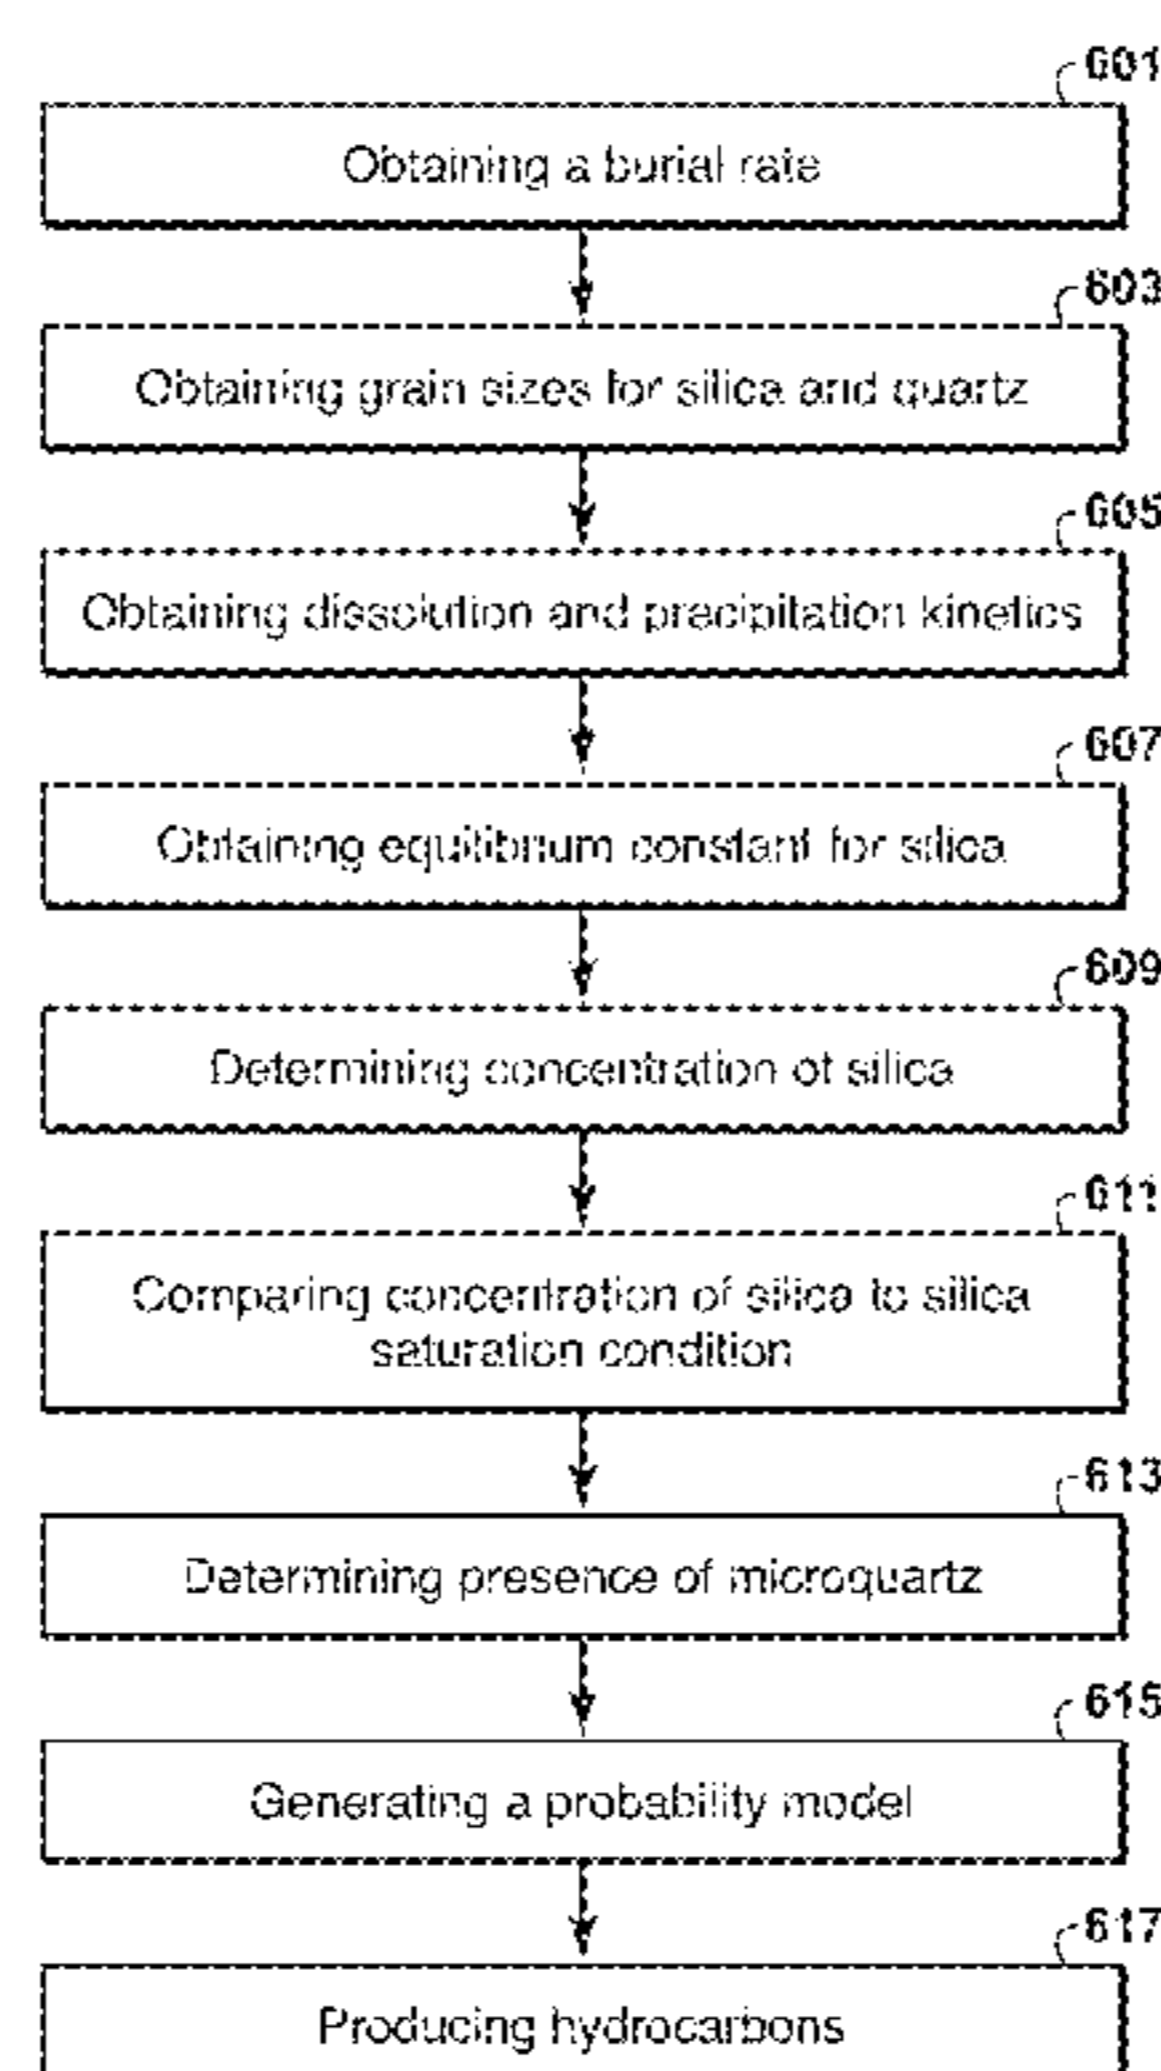 601
Obtaining a burial rate
603
Obtaining grain sizes for silica and quartz
605
Obtaining dissolution and precipitation kinetics
607
Obtaining equilibrium constant for silica
609
Determining concentration of silica
611
Comparing concentration of silica to silica
saturation condition
613
Determining presence of microquartz
615
Generating a probability model
617
Producing hydrocarbons